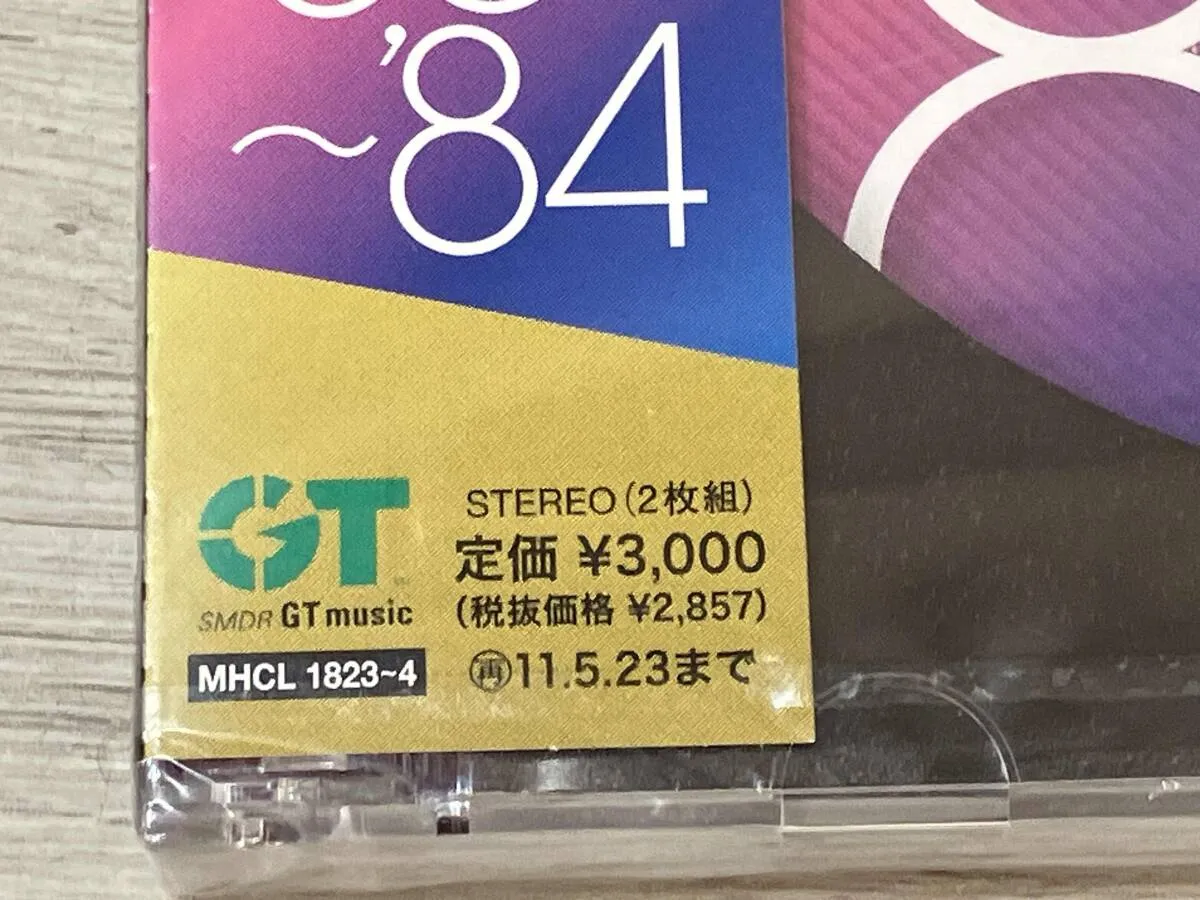 ~'84
GT
SMDR GT music
MHCL 1823~4
STEREO(2枚組)
定価 ¥3,000
(税抜価格 ¥2,857)
㊢11.5.23まで